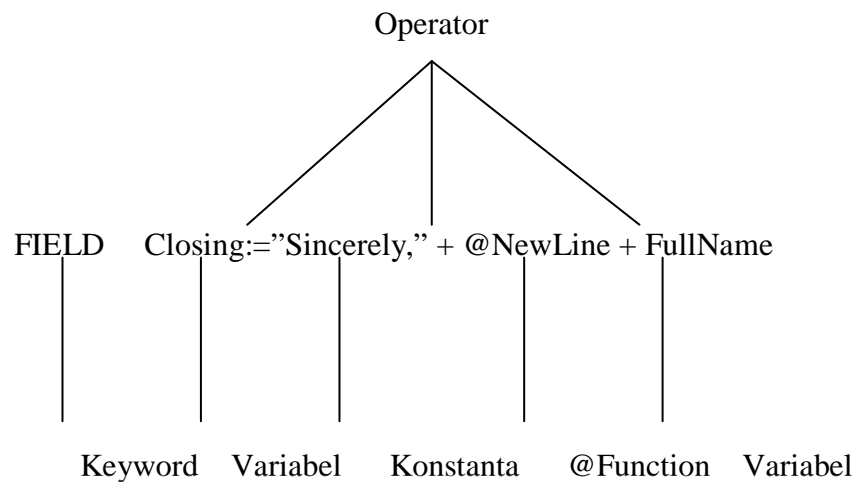 Operator
FIELD Closing:=”Sincerely,” + @NewLine + FullName
Keyword Variabel Konstanta @Function Variabel